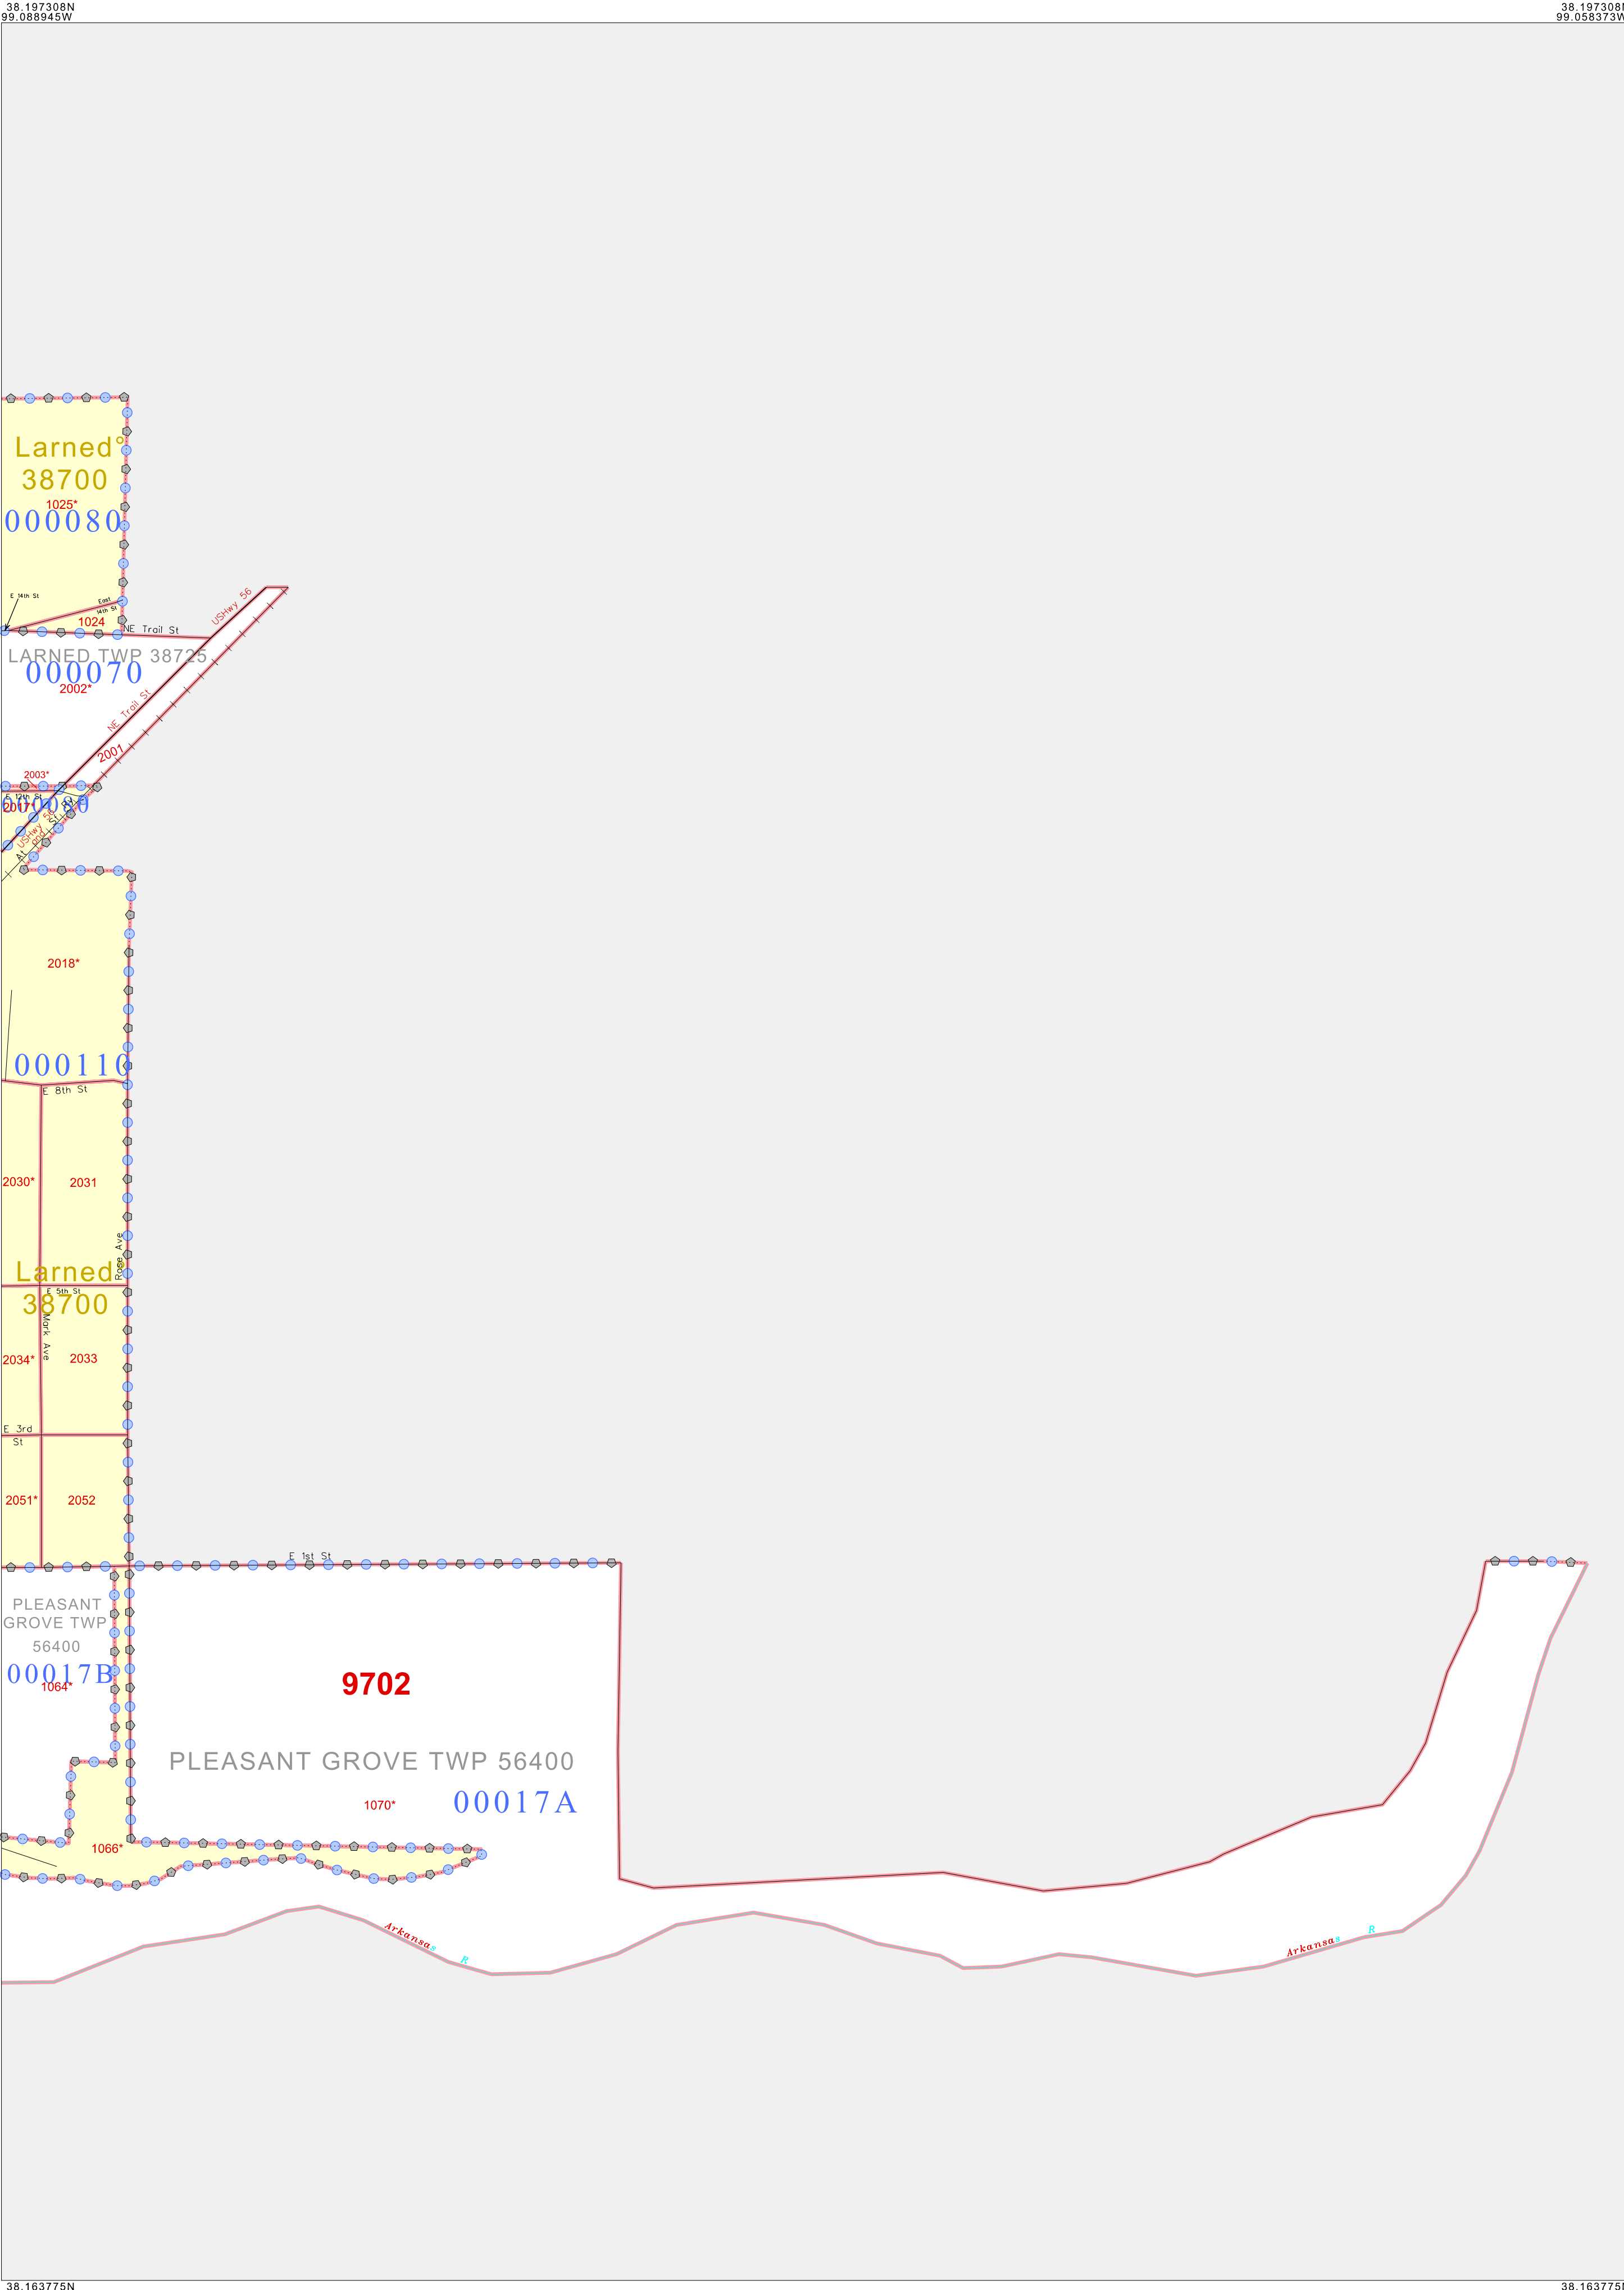 38.197308N
99.088945W
38.197308N
99.058373W
Larned°
38700
1025*
000080
E 14th St
East
14th St
1024
NE Trail St
USHwy 56
LARNED TWP 38725
000070
2002*
NE Trail St
2001
2003*
E 12th St
2017*
000080
USHwy 56
2018*
000110
E 8th St
2030*
2031
Rose Ave
Larned°
E 5th St
38700
Mark Ave
2034*
2033
E 3rd
St
2051*
2052
E 1st St
PLEASANT
GROVE TWP
56400
00017B
1064*
9702
PLEASANT GROVE TWP 56400
00017A
1070*
1066*
Arkansas R
Arkansas R
38.163775N
38.163775N